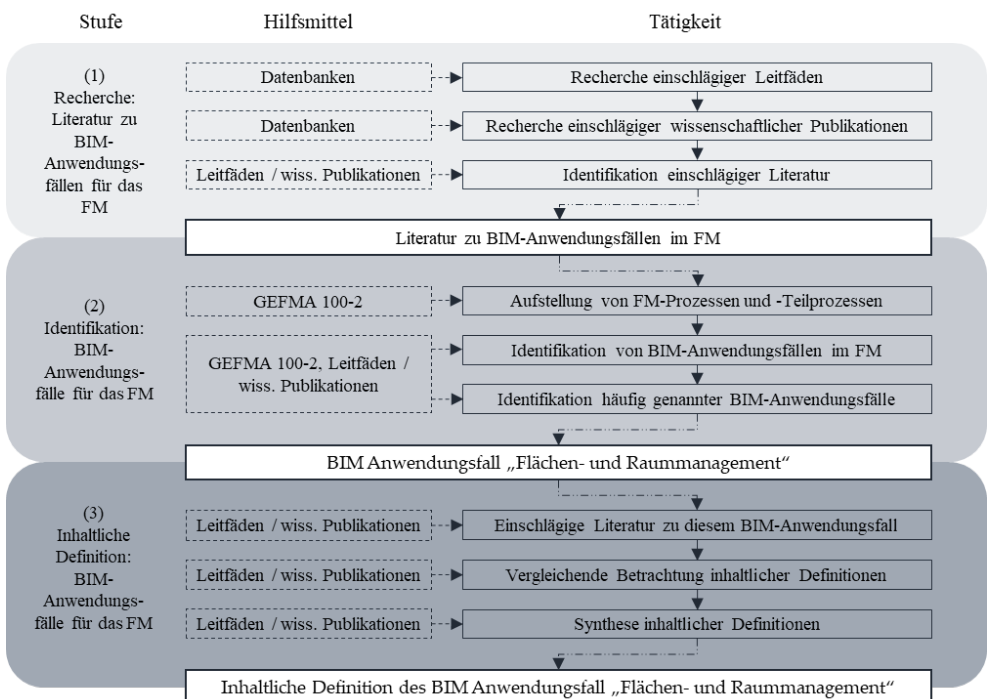 Stufe
Hilfsmittel
Tätigkeit
(1)
Recherche:
Literatur zu
BIM-
Anwendungs-
fällen für das
FM
Datenbanken
Recherche einschlägiger Leitfäden
Datenbanken
Recherche einschlägiger wissenschaftlicher Publikationen
Leitfäden / wiss. Publikationen
Identifikation einschlägiger Literatur
Literatur zu BIM-Anwendungsfällen im FM
(2)
Identifikation:
BIM-
Anwendungs-
fälle für das FM
GEFMA 100-2
Aufstellung von FM-Prozessen und -Teilprozessen
GEFMA 100-2, Leitfäden /
wiss. Publikationen
Identifikation von BIM-Anwendungsfällen im FM
Identifikation häufig genannter BIM-Anwendungsfälle
BIM Anwendungsfall „Flächen- und Raummanagement“
(3)
Inhaltliche
Definition:
BIM-
Anwendungs-
fälle für das FM
Leitfäden / wiss. Publikationen
Einschlägige Literatur zu diesem BIM-Anwendungsfall
Leitfäden / wiss. Publikationen
Vergleichende Betrachtung inhaltlicher Definitionen
Leitfäden / wiss. Publikationen
Synthese inhaltlicher Definitionen
Inhaltliche Definition des BIM Anwendungsfall „Flächen- und Raummanagement“